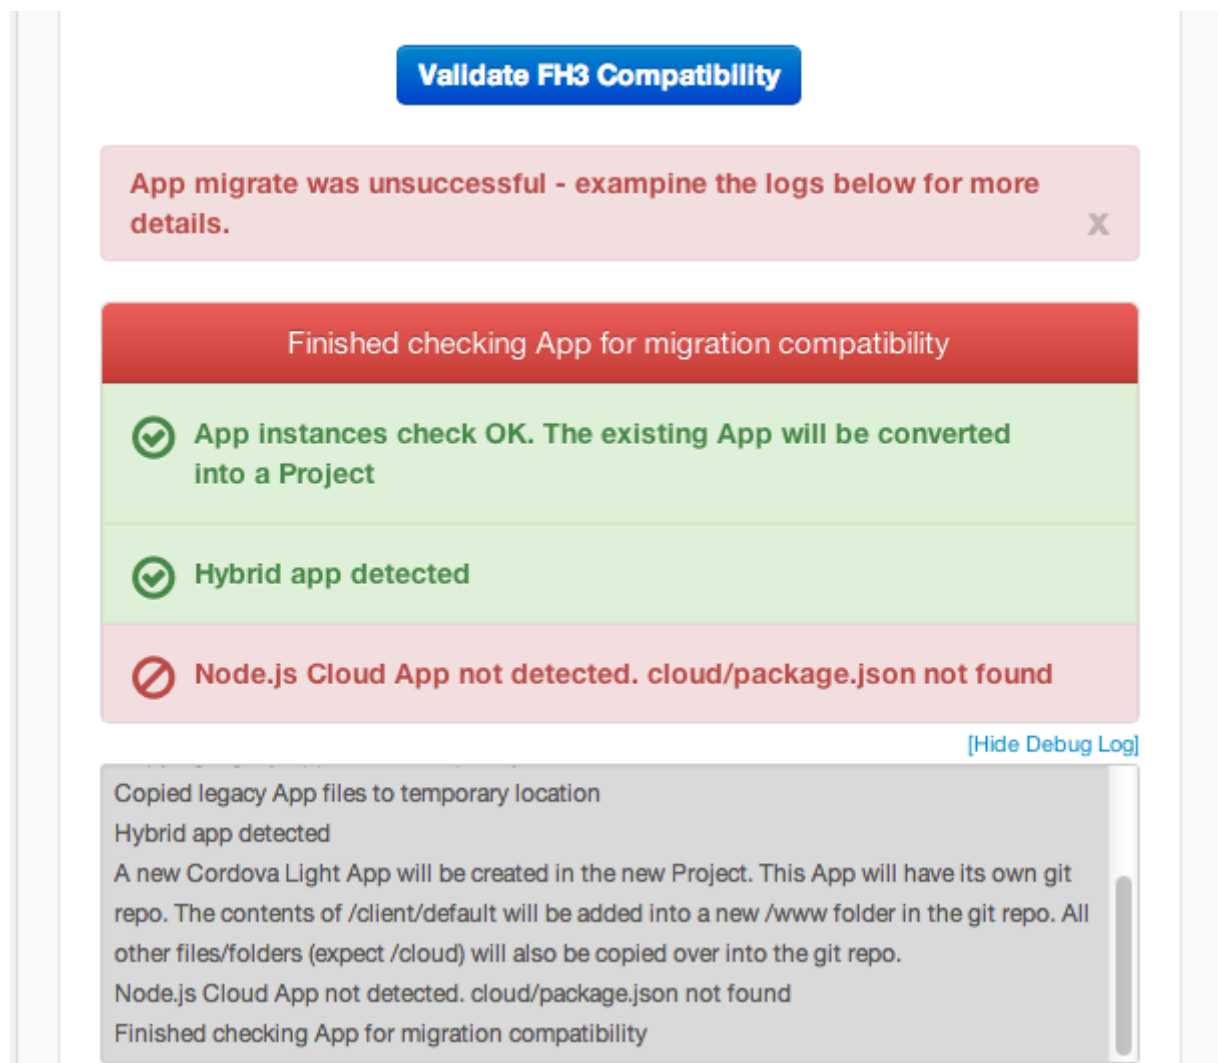 Validate FH3 Compatibility
App migrate was unsuccessful - exampine the logs below for more
details.
x
Finished checking App for migration compatibility
App instances check OK. The existing App will be converted
into a Project
Hybrid app detected
Node.js Cloud App not detected. cloud/package.json not found
[Hide Debug Log]
Copied legacy App files to temporary location
Hybrid app detected
A new Cordova Light App will be created in the new Project. This App will have its own git
repo. The contents of /client/default will be added into a new /www folder in the git repo. All
other files/folders (expect /cloud) will also be copied over into the git repo.
Node.js Cloud App not detected. cloud/package.json not found
Finished checking App for migration compatibility